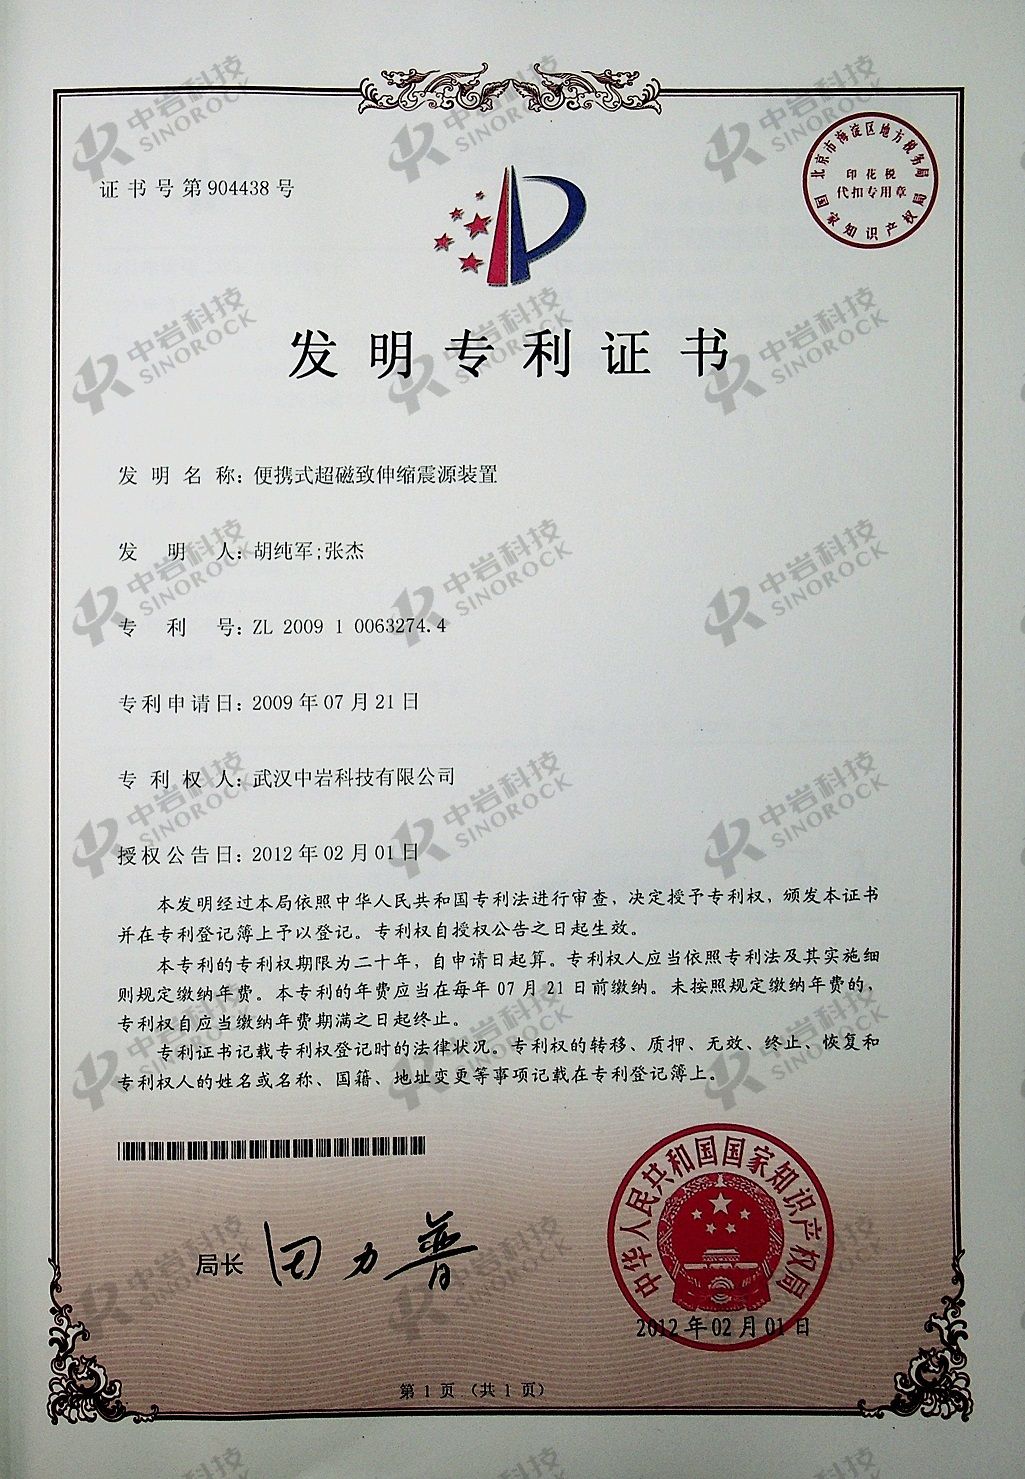 证书号第904438号
北京市海淀区地方税务局
印花税
代扣专用章
国家知识产权局
发明专利证书
发明名称：便携式超磁致伸缩震源装置
发明人：胡纯军;张杰
专利号：ZL 2009 1 0063274.4
专利申请日：2009年07月21日
专利权人：武汉中岩科技有限公司
授权公告日：2012年02月01日
本发明经过本局依照中华人民共和国专利法进行审查，决定授予专利权，颁发本证书
并在专利登记簿上予以登记。专利权自授权公告之日起生效。
本专利的专利权期限为二十年，自申请日起算。专利权人应当依照专利法及其实施细
则规定缴纳年费。本专利的年费应当在每年07月21日前缴纳。未按照规定缴纳年费的，
专利权自应当缴纳年费期满之日起终止。
专利证书记载专利权登记时的法律状况。专利权的转移、质押、无效、终止、恢复和
专利权人的姓名或名称、国籍、地址变更等事项记载在专利登记簿上。
局长 田力普
中华人民共和国国家知识产权局
2012年02月01日
第1页（共1页）
中岩科技
SINOROCK